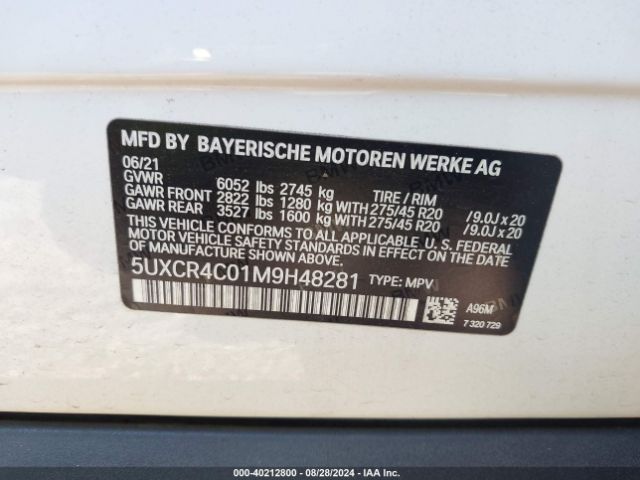 MFD BY BAYERISCHE MOTOREN WERKE AG
06/21
GVWR 6052 lbs 2745 kg TIRE / RIM
GAWR FRONT 2822 lbs 1280 kg WITH 275/45 R20 /9.0J x 20
GAWR REAR 3527 lbs 1600 kg WITH 275/45 R20 /9.0J x 20
THIS VEHICLE CONFORMS TO ALL APPLICABLE U.S. FEDERAL
MOTOR VEHICLE SAFETY STANDARDS IN EFFECT ON THE DATE
OF MANUFACTURE SHOWN ABOVE.
5UXCR4C01M9H48281 TYPE: MPV
A96M
7 320 729
000-40212800 - 08/28/2024 - IAA Inc.